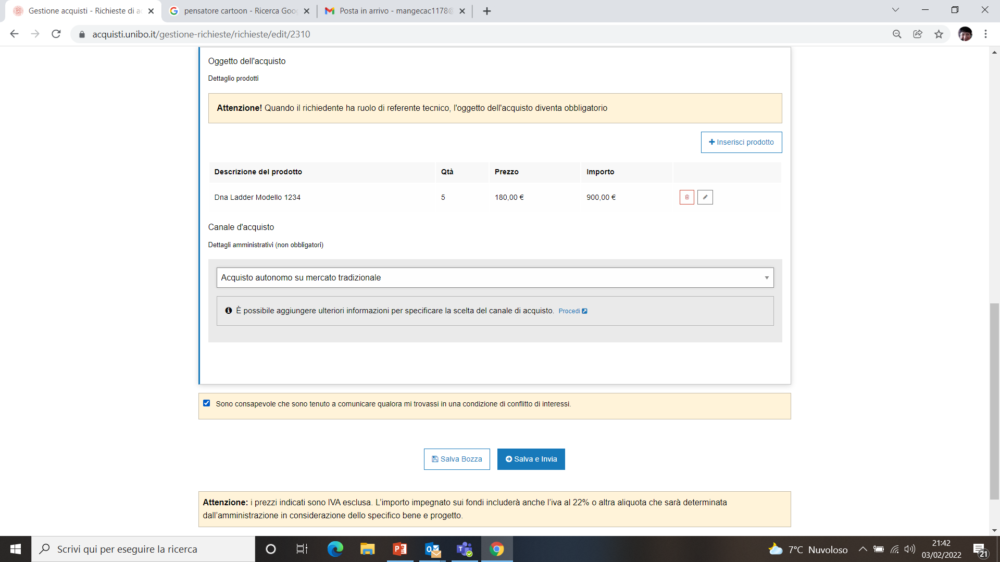 Gestione acquisti - Richieste di a
pensatore cartoon - Ricerca Goo
Posta in arrivo - mangecac1178@
acquisti.unibo.it/gestione-richieste/richieste/edit/2310
Oggetto dell'acquisto
Dettaglio prodotti
Attenzione! Quando il richiedente ha ruolo di referente tecnico, l'oggetto dell'acquisto diventa obbligatorio
Inserisci prodotto
Descrizione del prodotto Qtà Prezzo Importo
Dna Ladder Modello 1234 5 180,00 € 900,00 €
Canale d'acquisto
Dettagli amministrativi (non obbligatori)
Acquisto autonomo su mercato tradizionale
È possibile aggiungere ulteriori informazioni per specificare la scelta del canale di acquisto. Procedi
Sono consapevole che sono tenuto a comunicare qualora mi trovassi in una condizione di conflitto di interessi.
Salva Bozza Salva e Invia
Attenzione: i prezzi indicati sono IVA esclusa. L’importo impegnato sui fondi includerà anche l’iva al 22% o altra aliquota che sarà determinata
dall’amministrazione in considerazione dello specifico bene e progetto.
Scrivi qui per eseguire la ricerca
7°C Nuvoloso
21:42
03/02/2022
21